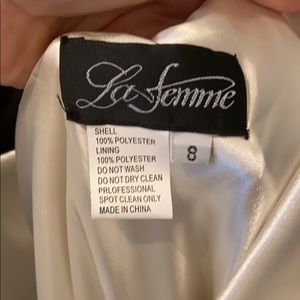 La Femme
SHELL
100% POLYESTER
LINING
100% POLYESTER
DO NOT WASH
DO NOT DRY CLEAN
PRLOFESSIONAL
SPOT CLEAN ONLY
MADE IN CHINA
8